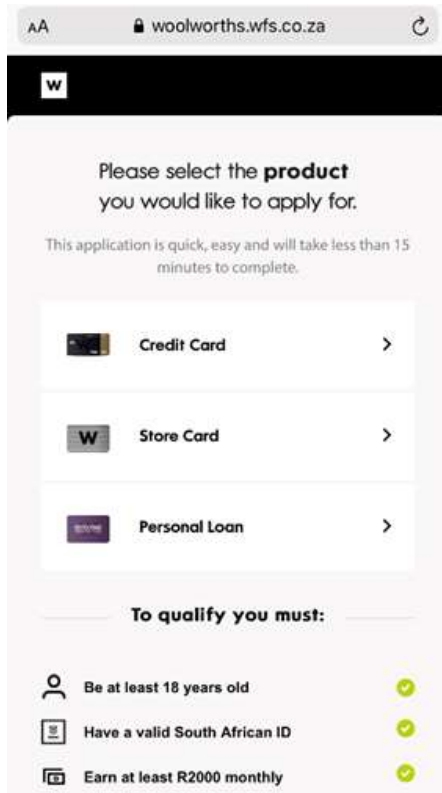 AA woolworths.wfs.co.za
W
Please select the product
you would like to apply for.
This application is quick, easy and will take less than 15
minutes to complete.
Credit Card
W Store Card
Personal Loan
To qualify you must:
Be at least 18 years old
Have a valid South African ID
Earn at least R2000 monthly